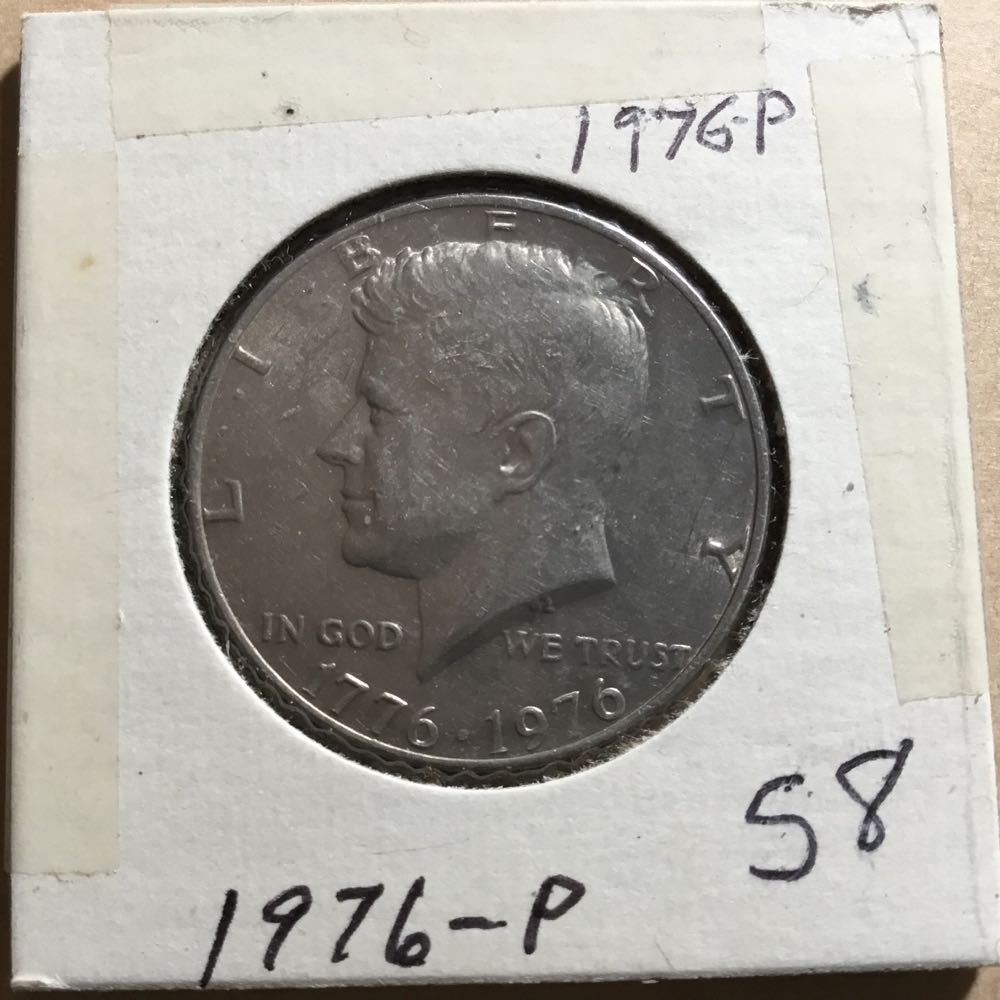 1976-P
LIBERTY
IN GOD WE TRUST
1776·1976
58
1976-P